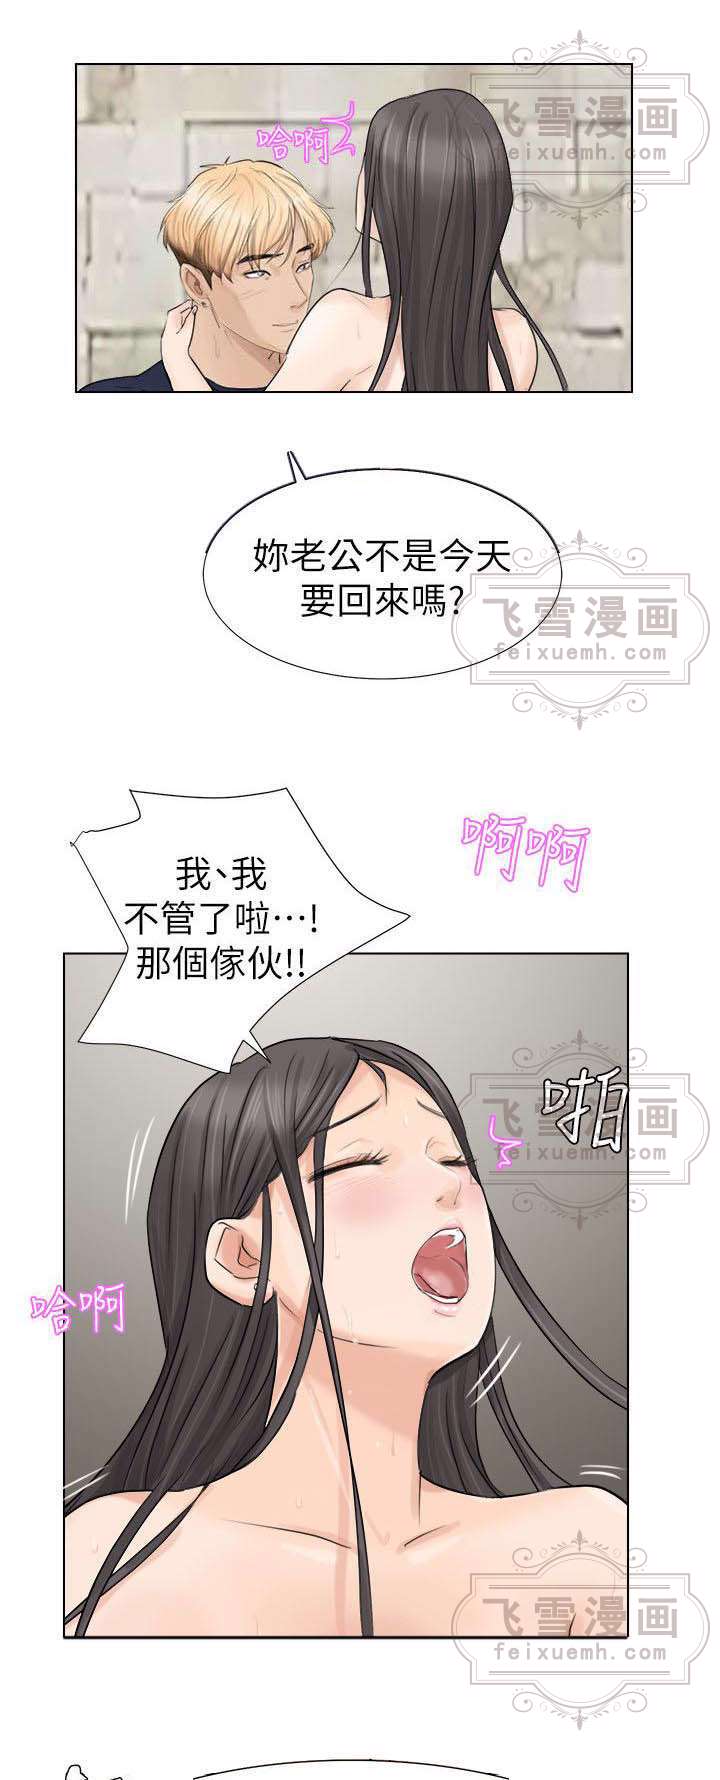 飞雪漫画
feixuemh.com
哈啊
妳老公不是今天
要回來嗎?
飞雪漫画
feixuemh.com
啊啊
我、我
不管了啦…!
那個傢伙!!
啪
飞雪漫画
feixuemh.com
哈啊
飞雪漫画
feixuemh.com